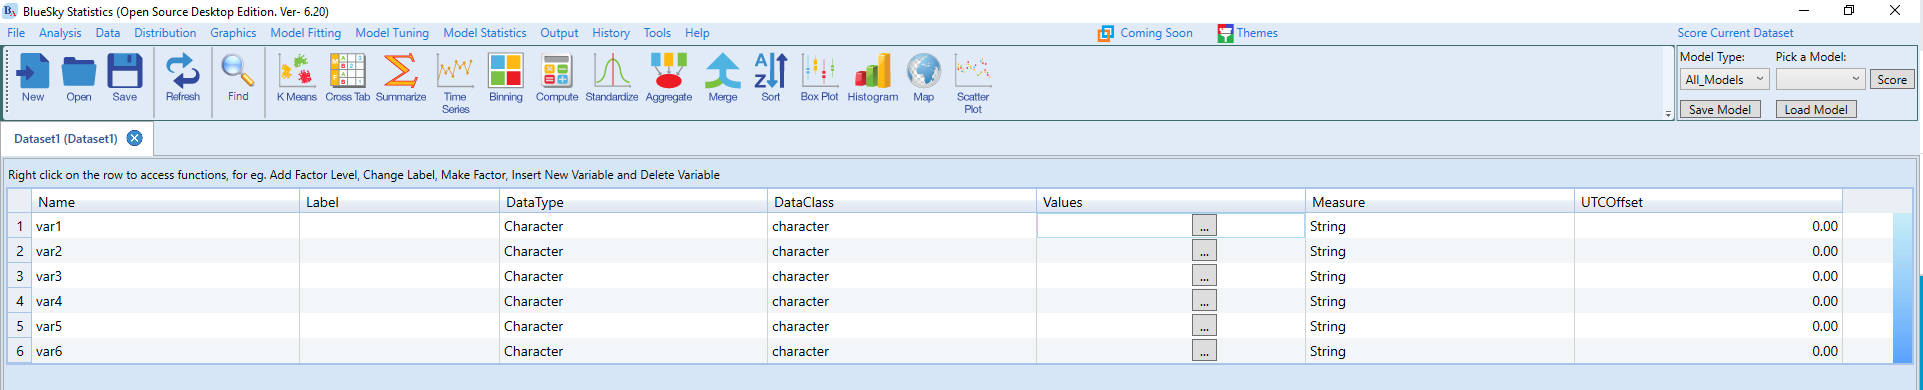 BlueSky Statistics (Open Source Desktop Edition. Ver- 6.20)
File Analysis Data Distribution Graphics Model Fitting Model Tuning Model Statistics Output History Tools Help Coming Soon Themes Score Current Dataset
Model Type: Pick a Model:
All_Models Score
New Open Save Refresh Find K Means Cross Tab Summarize Time Series Binning Compute Standardize Aggregate Merge Sort Box Plot Histogram Map Scatter Plot
Save Model Load Model
Dataset1 (Dataset1)
Right click on the row to access functions, for eg. Add Factor Level, Change Label, Make Factor, Insert New Variable and Delete Variable
Name Label DataType DataClass Values Measure UTCOffset
1 var1 Character character ... String 0.00
2 var2 Character character ... String 0.00
3 var3 Character character ... String 0.00
4 var4 Character character ... String 0.00
5 var5 Character character ... String 0.00
6 var6 Character character ... String 0.00